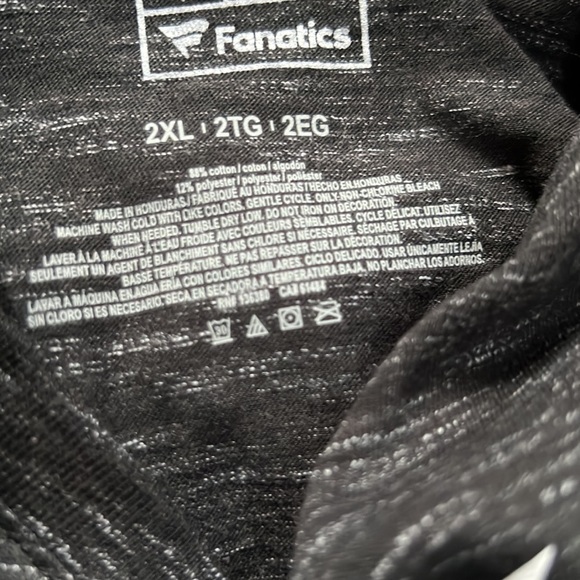 Fanatics
2XL | 2TG | 2EG
88% cotton / coton / algodón
12% polyester / polyester / poliéster
MADE IN HONDURAS / FABRIQUÉ AU HONDURAS / HECHO EN HONDURAS
MACHINE WASH COLD WITH LIKE COLORS. GENTLE CYCLE. ONLY-NON-CHLORINE BLEACH
WHEN NEEDED. TUMBLE DRY LOW. DO NOT IRON ON DECORATION.
LAVER À LA MACHINE À L'EAU FROIDE AVEC COULEURS SEMBLABLES. CYCLE DÉLICAT. UTILISEZ
SEULEMENT UN AGENT DE BLANCHIMENT SANS CHLORE SI NÉCESSAIRE. SÉCHAGE PAR CULBUTAGE À
BASSE TEMPÉRATURE. NE PAS REPASSER SUR LA DÉCORATION.
LAVAR A MÁQUINA EN AGUA FRÍA CON COLORES SIMILARES. CICLO DELICADO. USAR ÚNICAMENTE LEJÍA
SIN CLORO SI ES NECESARIO. SECA EN SECADORA A TEMPERATURA BAJA. NO PLANCHAR LOS ADORNOS.
RN#
CA#
30